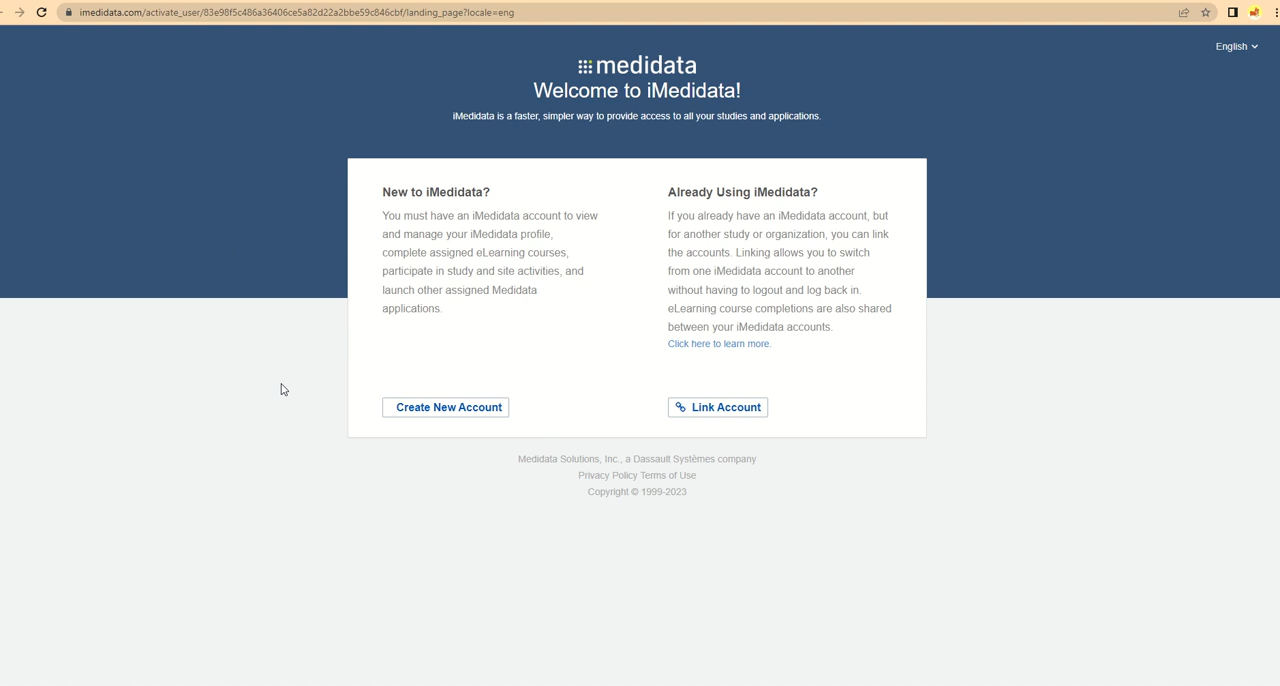 imedidata.com/activate_user/83e98f5c486a36406ce5a82d22a2bbe59c846cbf/landing_page?locale=eng
English
medidata
Welcome to iMedidata!
iMedidata is a faster, simpler way to provide access to all your studies and applications.
New to iMedidata?
You must have an iMedidata account to view
and manage your iMedidata profile,
complete assigned eLearning courses,
participate in study and site activities, and
launch other assigned Medidata
applications.
Create New Account
Already Using iMedidata?
If you already have an iMedidata account, but
for another study or organization, you can link
the accounts. Linking allows you to switch
from one iMedidata account to another
without having to logout and log back in.
eLearning course completions are also shared
between your iMedidata accounts.
Click here to learn more.
Link Account
Medidata Solutions, Inc., a Dassault Systèmes company
Privacy Policy Terms of Use
Copyright © 1999-2023